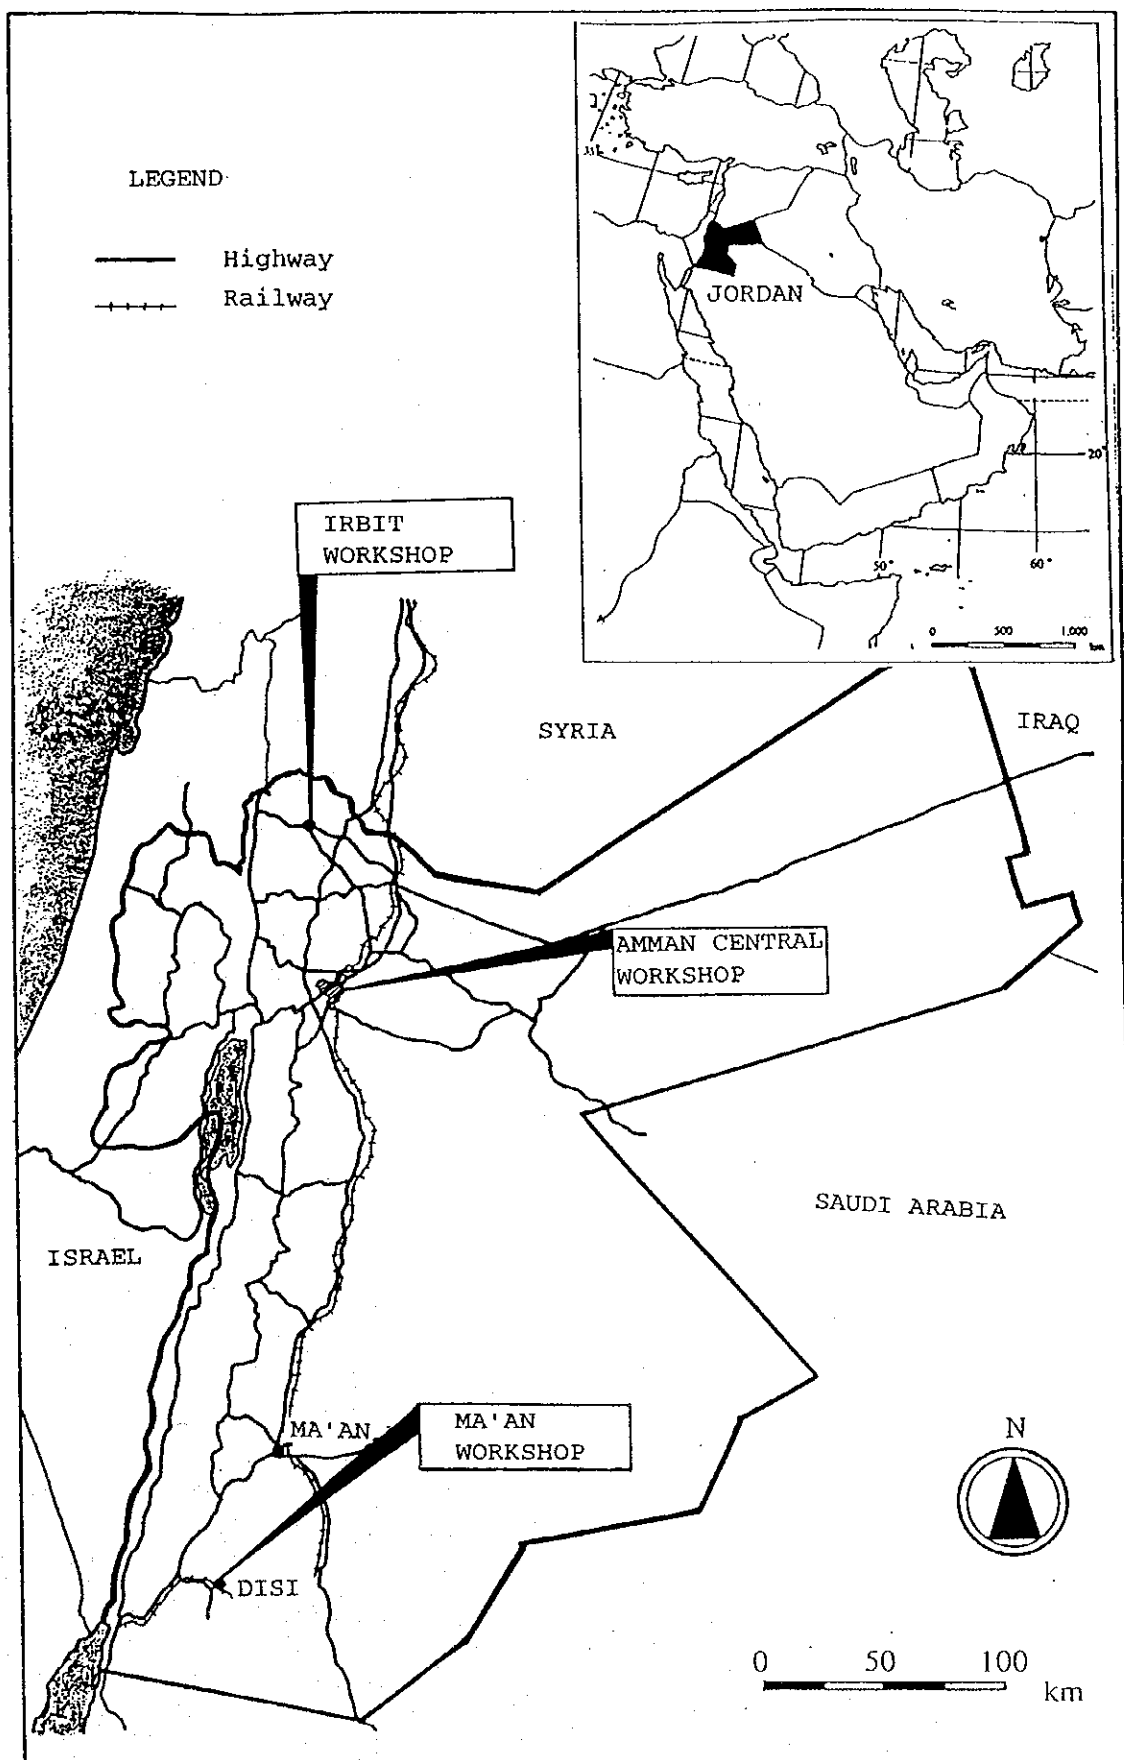 LEGEND
Highway
Railway
JORDAN
20°
50°
60°
0 500 1,000
km
IRBIT
WORKSHOP
SYRIA
IRAQ
AMMAN CENTRAL
WORKSHOP
SAUDI ARABIA
ISRAEL
MA'AN
MA'AN
WORKSHOP
N
DISI
0 50 100
km